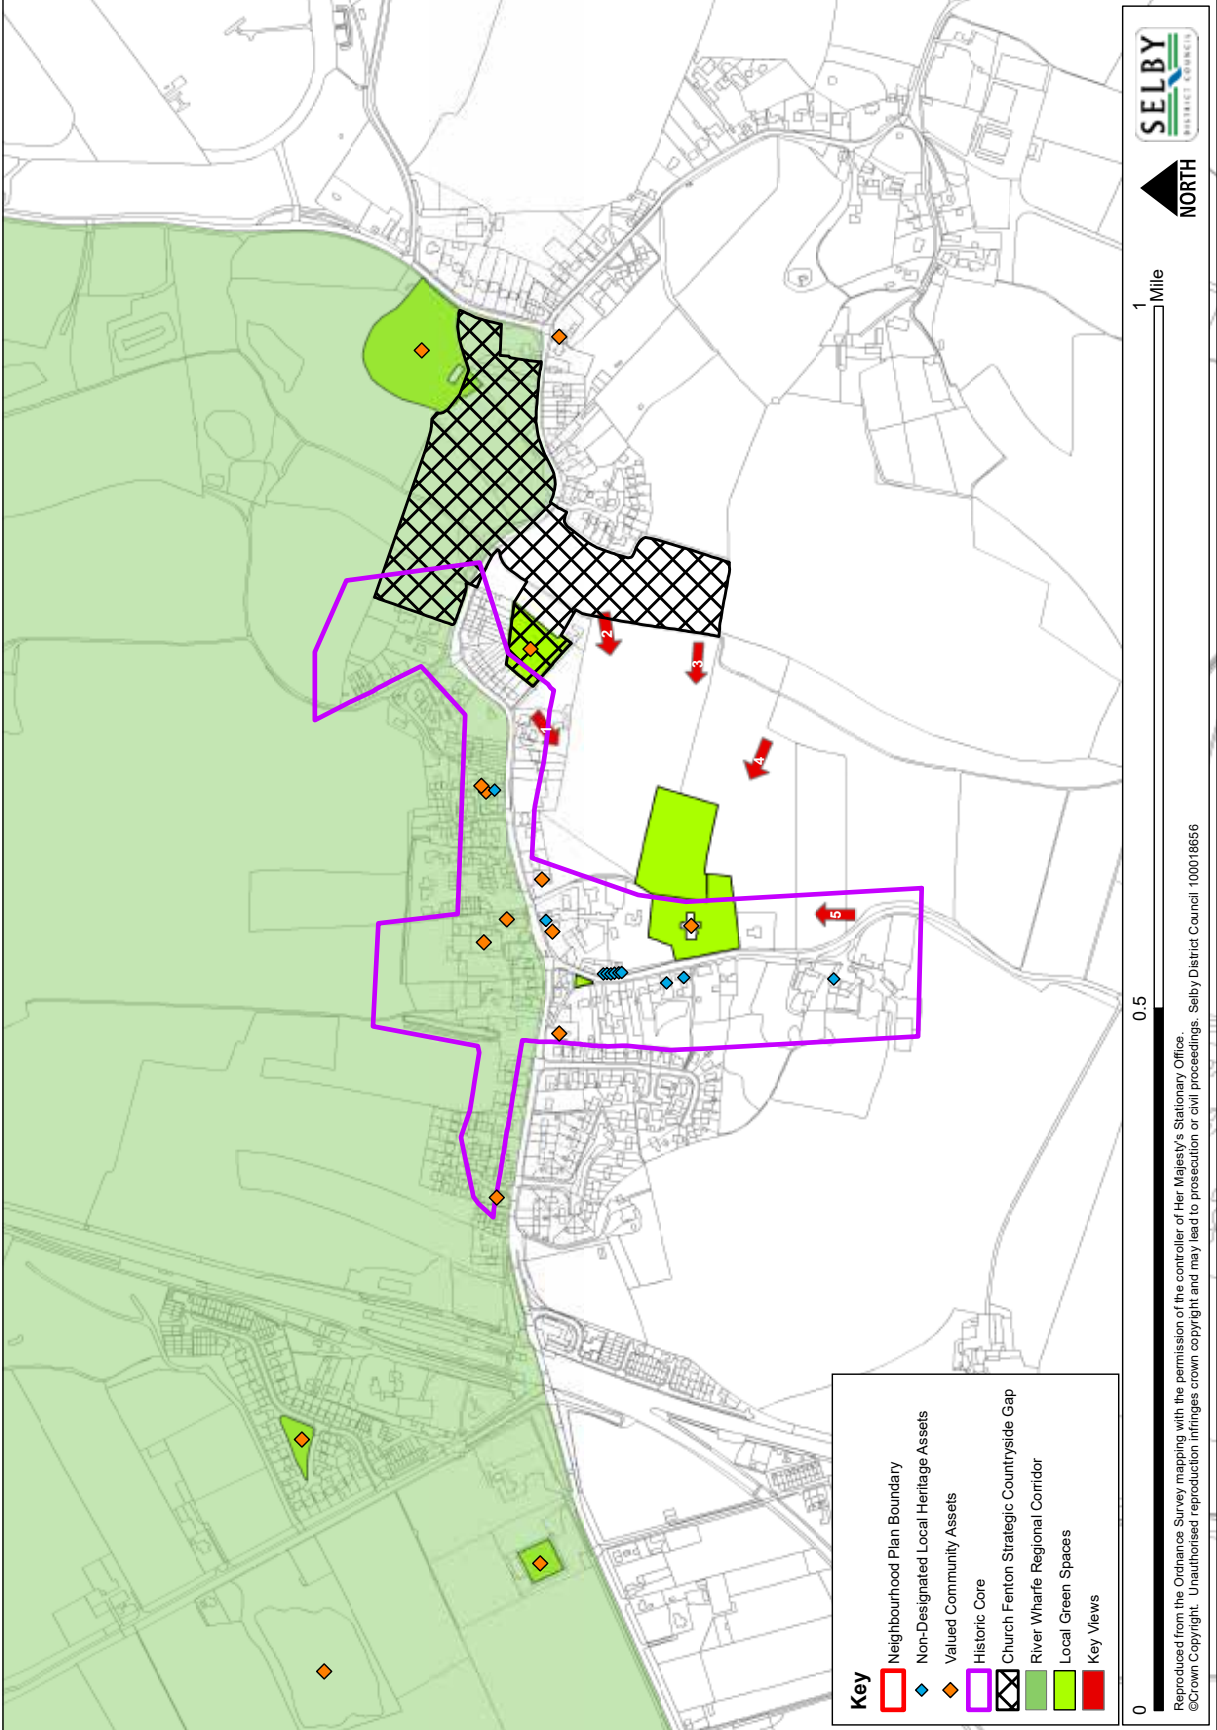 1
2
3
4
5
Key
Neighbourhood Plan Boundary
Non-Designated Local Heritage Assets
Valued Community Assets
Historic Core
Church Fenton Strategic Countryside Gap
River Wharfe Regional Corridor
Local Green Spaces
Key Views
0
0.5
1
Mile
NORTH
SELBY
DISTRICT COUNCIL
Reproduced from the Ordnance Survey mapping with the permission of the controller of Her Majesty's Stationary Office.
©Crown Copyright. Unauthorised reproduction infringes crown copyright and may lead to prosecution or civil proceedings. Selby District Council 100018656